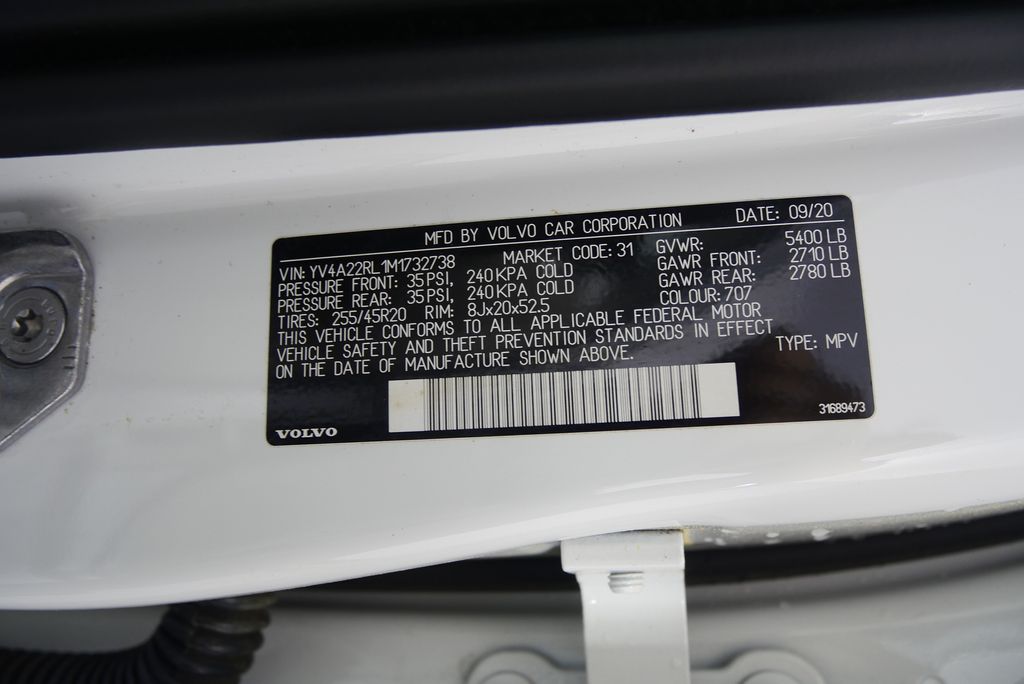 MFD BY VOLVO CAR CORPORATION DATE: 09/20
VIN: YV4A22RL1M1732738 MARKET CODE: 31 GVWR: 5400 LB
PRESSURE FRONT: 35PSI, 240KPA COLD GAWR FRONT: 2710 LB
PRESSURE REAR: 35PSI, 240KPA COLD GAWR REAR: 2780 LB
TIRES: 255/45R20 RIM: 8Jx20x52.5 COLOUR: 707
THIS VEHICLE CONFORMS TO ALL APPLICABLE FEDERAL MOTOR
VEHICLE SAFETY AND THEFT PREVENTION STANDARDS IN EFFECT
ON THE DATE OF MANUFACTURE SHOWN ABOVE. TYPE: MPV
VOLVO 31689473